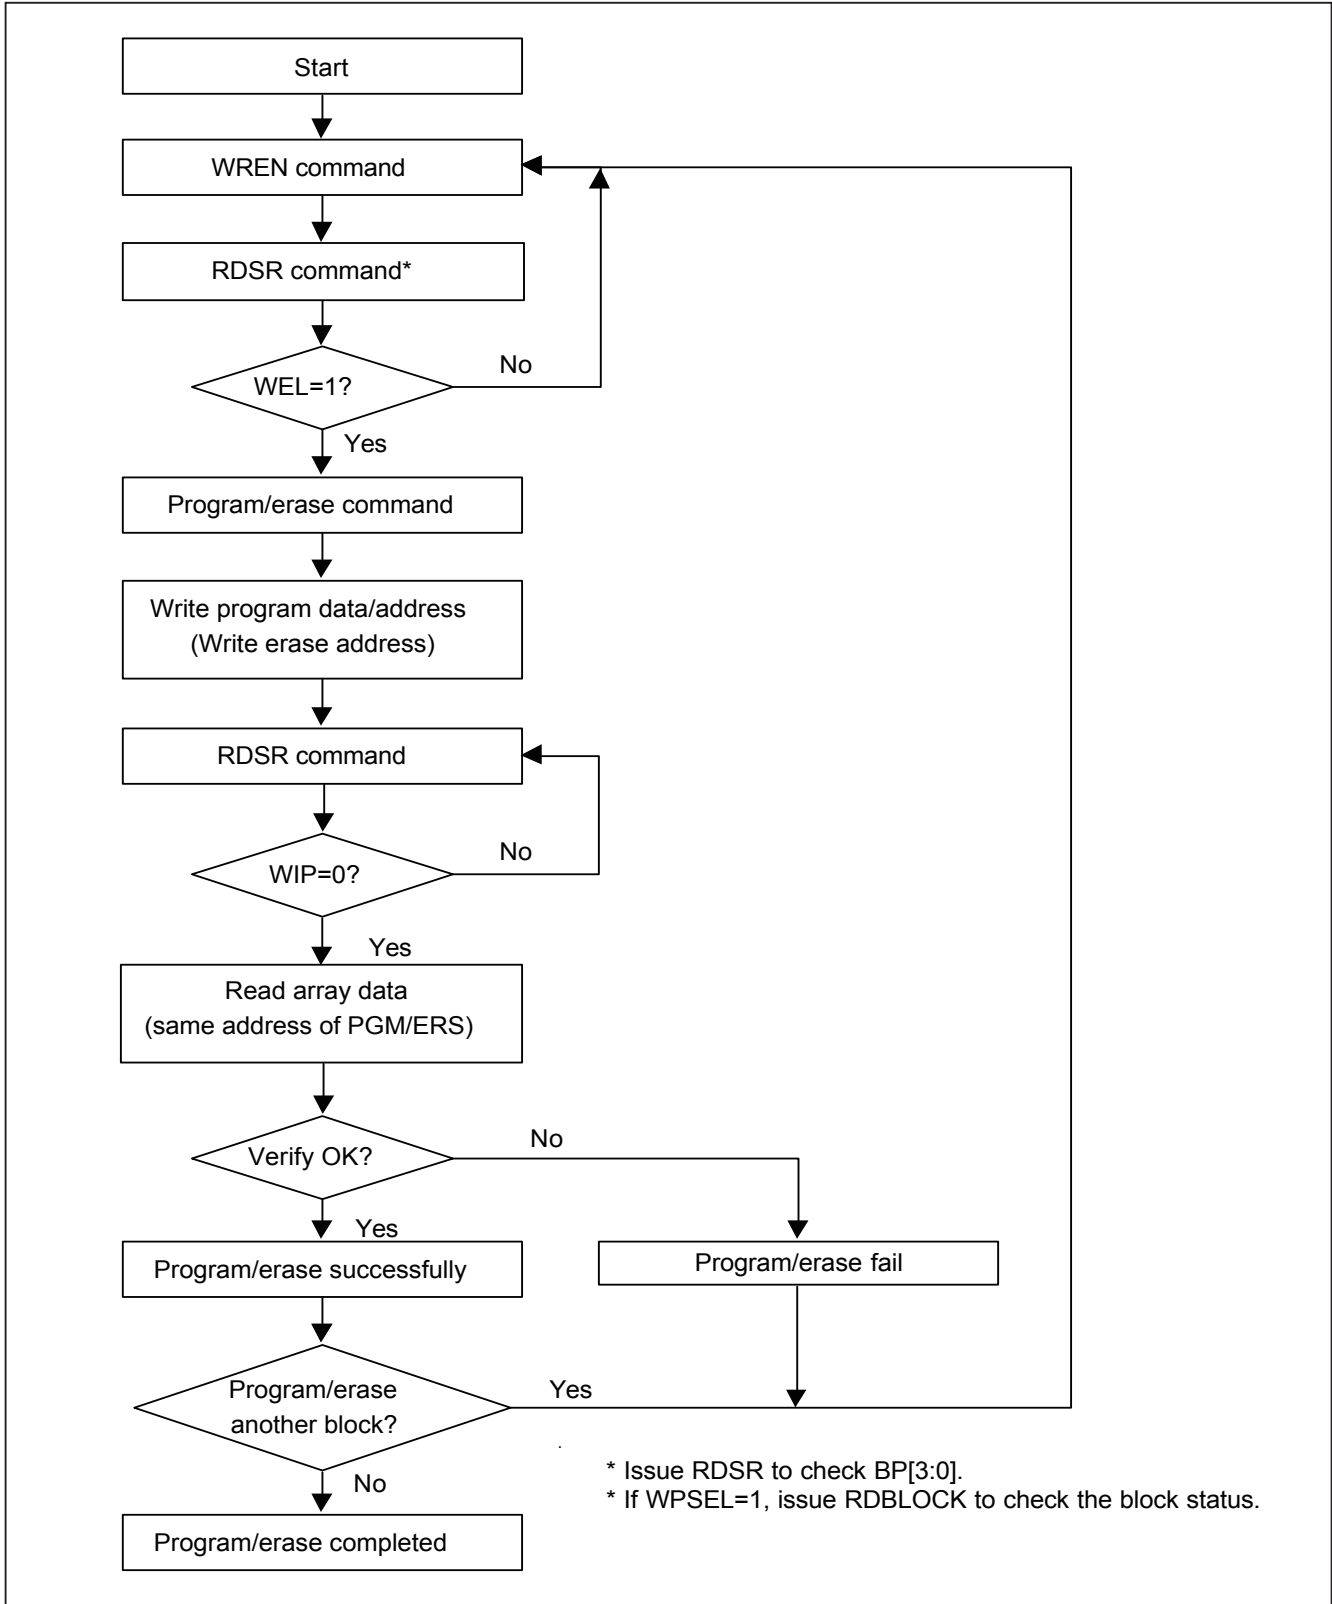 Start
WREN command
RDSR command*
WEL=1?
No
Yes
Program/erase command
Write program data/address
(Write erase address)
RDSR command
WIP=0?
No
Yes
Read array data
(same address of PGM/ERS)
Verify OK?
No
Yes
Program/erase successfully
Program/erase fail
Program/erase
another block?
Yes
No
* Issue RDSR to check BP[3:0].
* If WPSEL=1, issue RDBLOCK to check the block status.
Program/erase completed